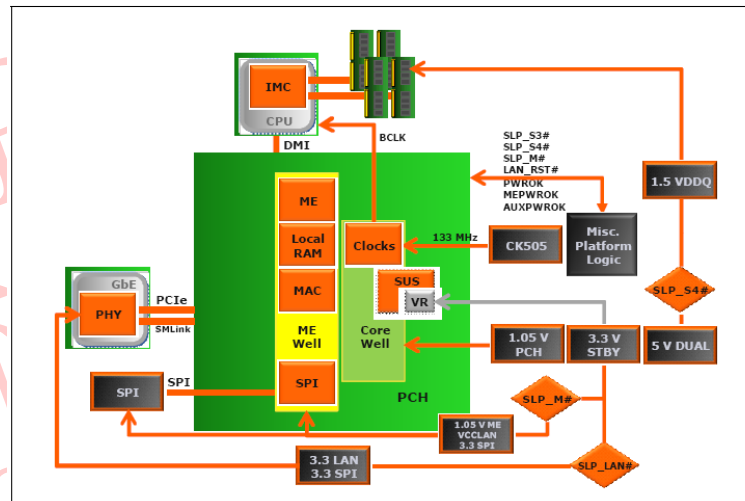 IMC
CPU
DMI
BCLK
SLP_S3#
SLP_S4#
SLP_M#
LAN_RST#
PWROK
MEPWROK
AUXPWROK
1.5 VDDQ
ME
Local
RAM
MAC
ME
Well
SPI
Clocks
133 MHz
CK505
Misc.
Platform
Logic
SUS
VR
Core
Well
PCH
GbE
PHY
PCIe
SMLink
SLP_S4#
1.05 V
PCH
3.3 V
STBY
5 V DUAL
SPI
SPI
SLP_M#
1.05 V ME
VCCLAN
3.3 SPI
3.3 LAN
3.3 SPI
SLP_LAN#